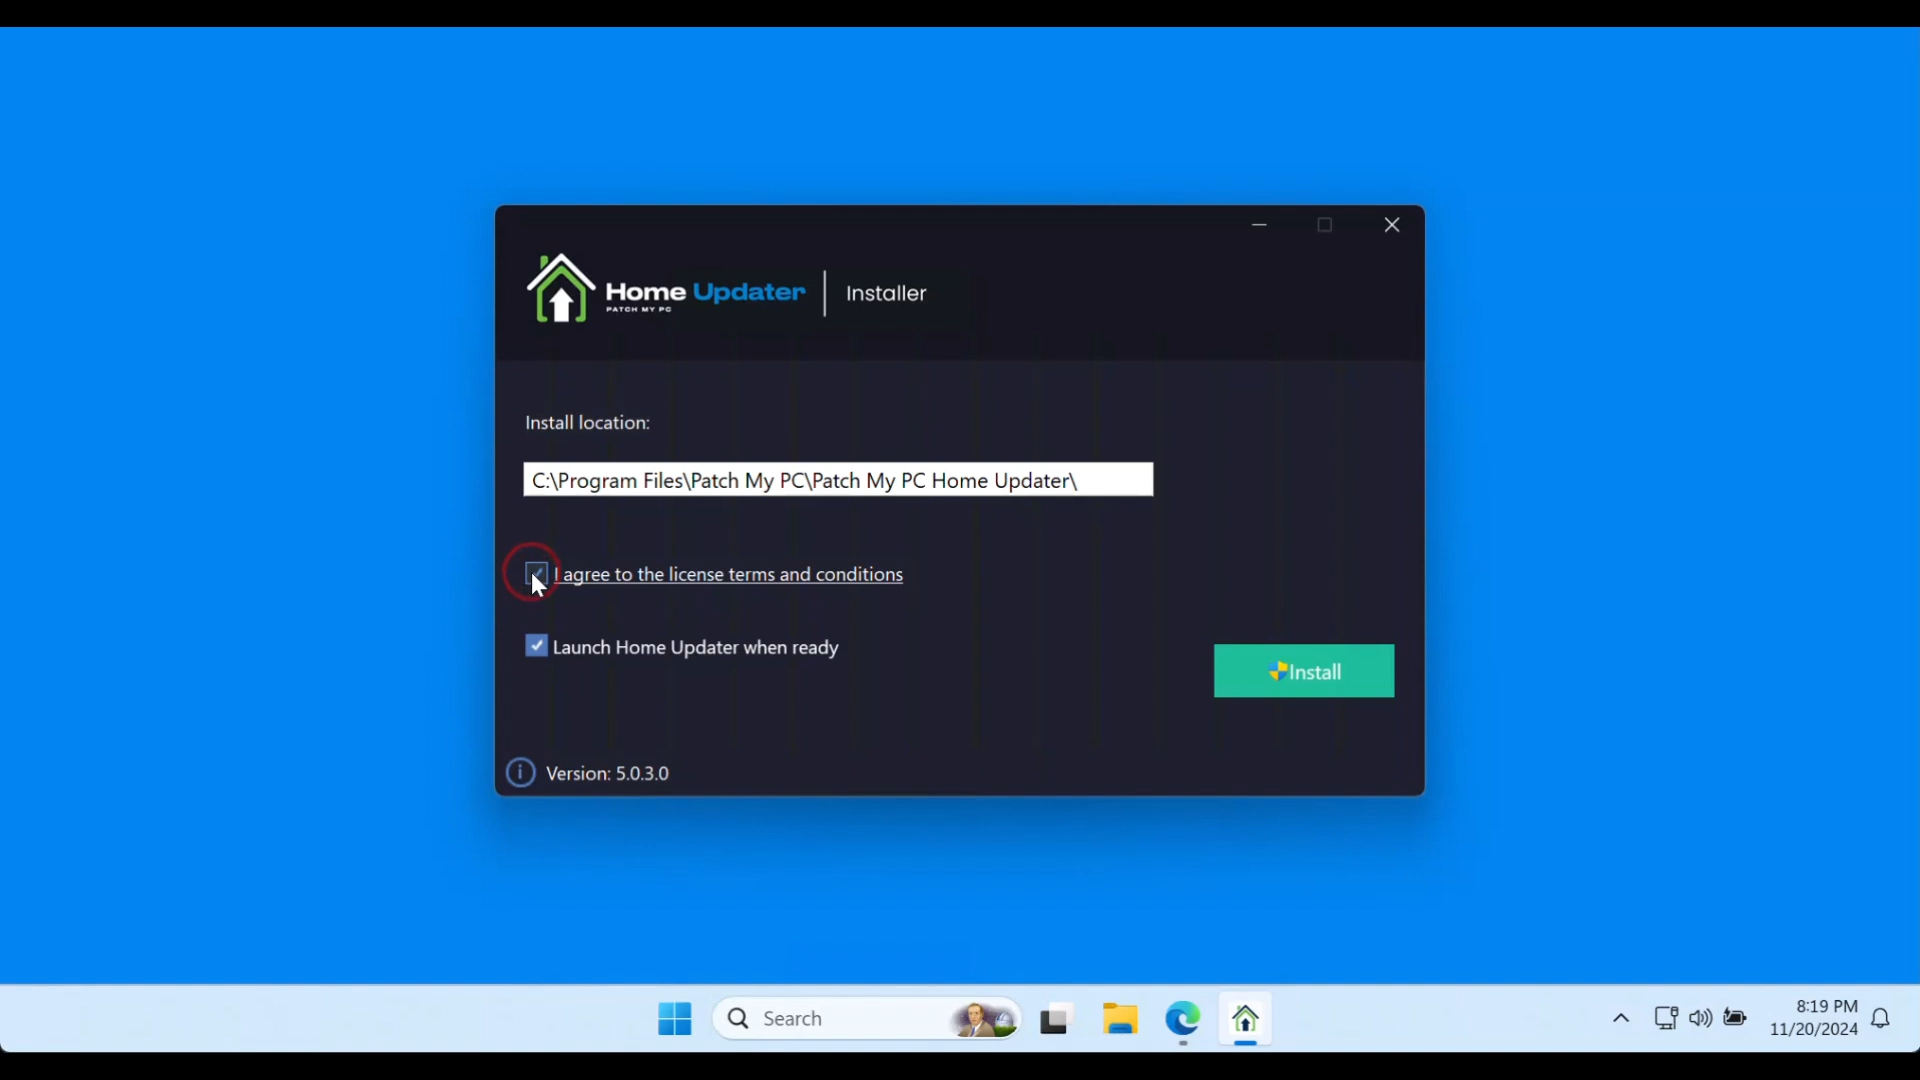 Home Updater
PATCH MY PC
Installer
Install location:
C:\Program Files\Patch My PC\Patch My PC Home Updater\
I agree to the license terms and conditions
Launch Home Updater when ready
Install
Version: 5.0.3.0
Search
8:19 PM
11/20/2024